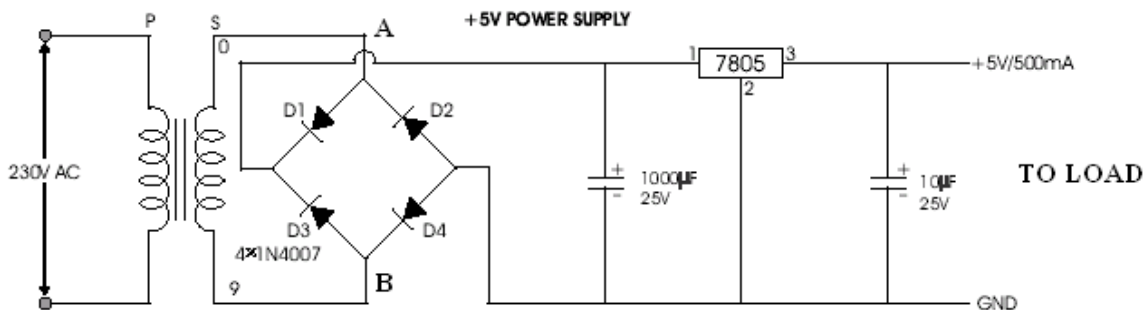 +5V POWER SUPPLY
P
S
A
0
1
7805
3
2
+5V/500mA
D1
D2
230V AC
1000µF
25V
10µF
25V
TO LOAD
D3
D4
4×1N4007
9
B
GND
+
-
+
-